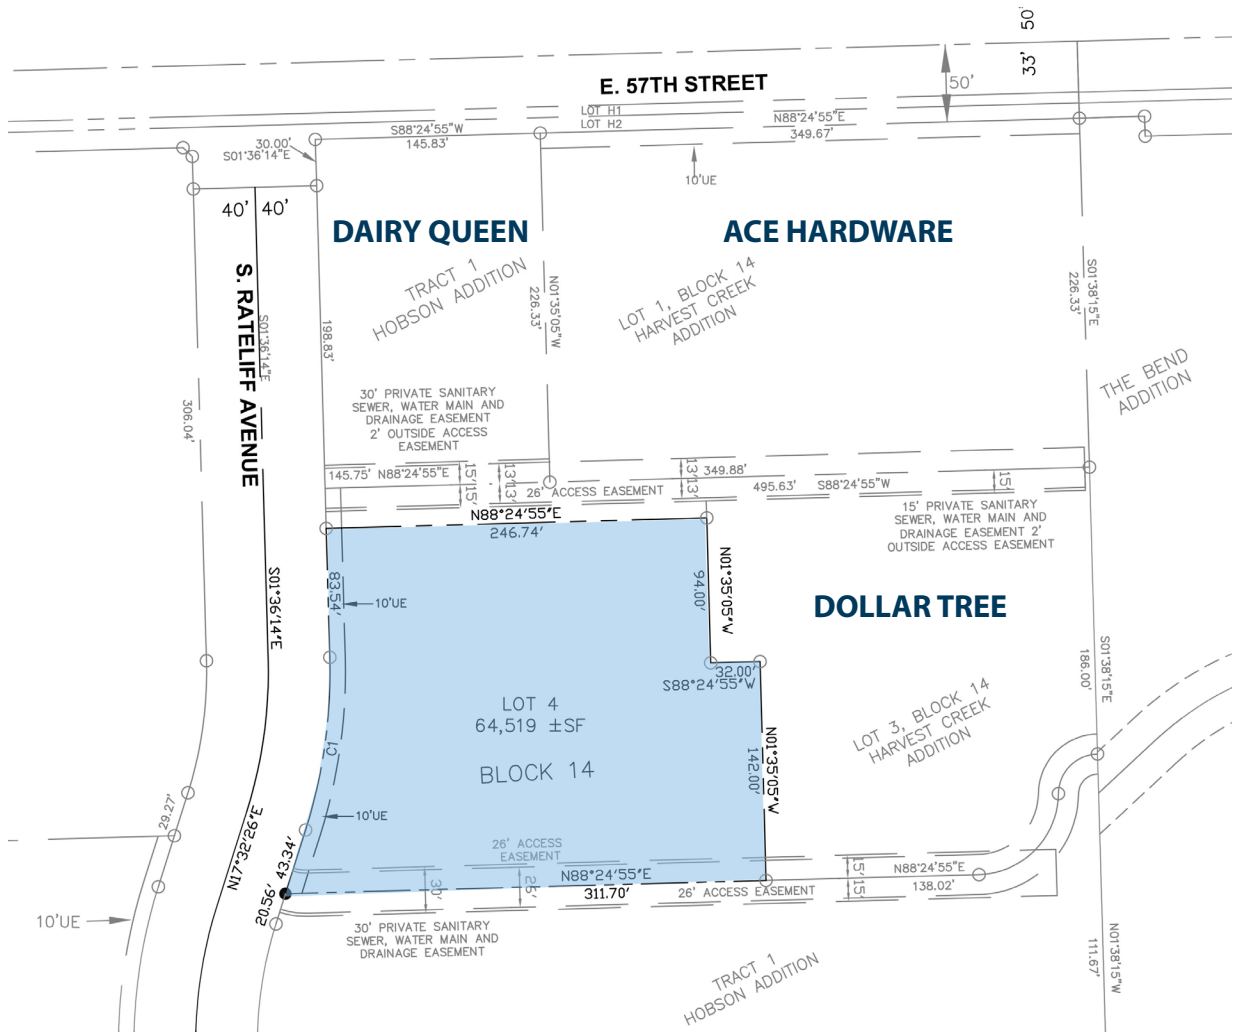 50'
33'
E. 57TH STREET
50'
LOT H1
LOT H2
S88°24'55"W
145.83'
N88°24'55"E
349.67'
30.00'
S01°36'14"E
10'UE
40' 40'
DAIRY QUEEN
ACE HARDWARE
TRACT 1
HOBSON ADDITION
LOT 1, BLOCK 14
HARVEST CREEK
ADDITION
S. RATELIFF AVENUE
S01°36'14"E
198.83'
N01°35'05"W
226.33'
S01°38'15"E
226.33'
306.04'
THE BEND
ADDITION
30' PRIVATE SANITARY
SEWER, WATER MAIN AND
DRAINAGE EASEMENT
2' OUTSIDE ACCESS
EASEMENT
145.75' N88°24'55"E
15'15'
13'13'
26' ACCESS EASEMENT
13'13'
349.88'
495.63' S88°24'55"W
15'
15' PRIVATE SANITARY
SEWER, WATER MAIN AND
DRAINAGE EASEMENT 2'
OUTSIDE ACCESS EASEMENT
N88°24'55"E
246.74'
S01°36'14"E
83.54'
10'UE
94.00'
N01°35'05"W
DOLLAR TREE
32.00'
S88°24'55"W
S01°38'15"E
186.00'
LOT 4
64,519 ±SF
BLOCK 14
C1
N01°35'05"W
142.00'
LOT 3, BLOCK 14
HARVEST CREEK
ADDITION
29.27'
N17°32'26"E
10'UE
43.34'
20.56'
26' ACCESS
EASEMENT
30'
26'
N88°24'55"E
311.70'
26' ACCESS EASEMENT
15'15'
N88°24'55"E
138.02'
10'UE
30' PRIVATE SANITARY
SEWER, WATER MAIN AND
DRAINAGE EASEMENT
TRACT 1
HOBSON ADDITION
N01°38'15"W
111.67'